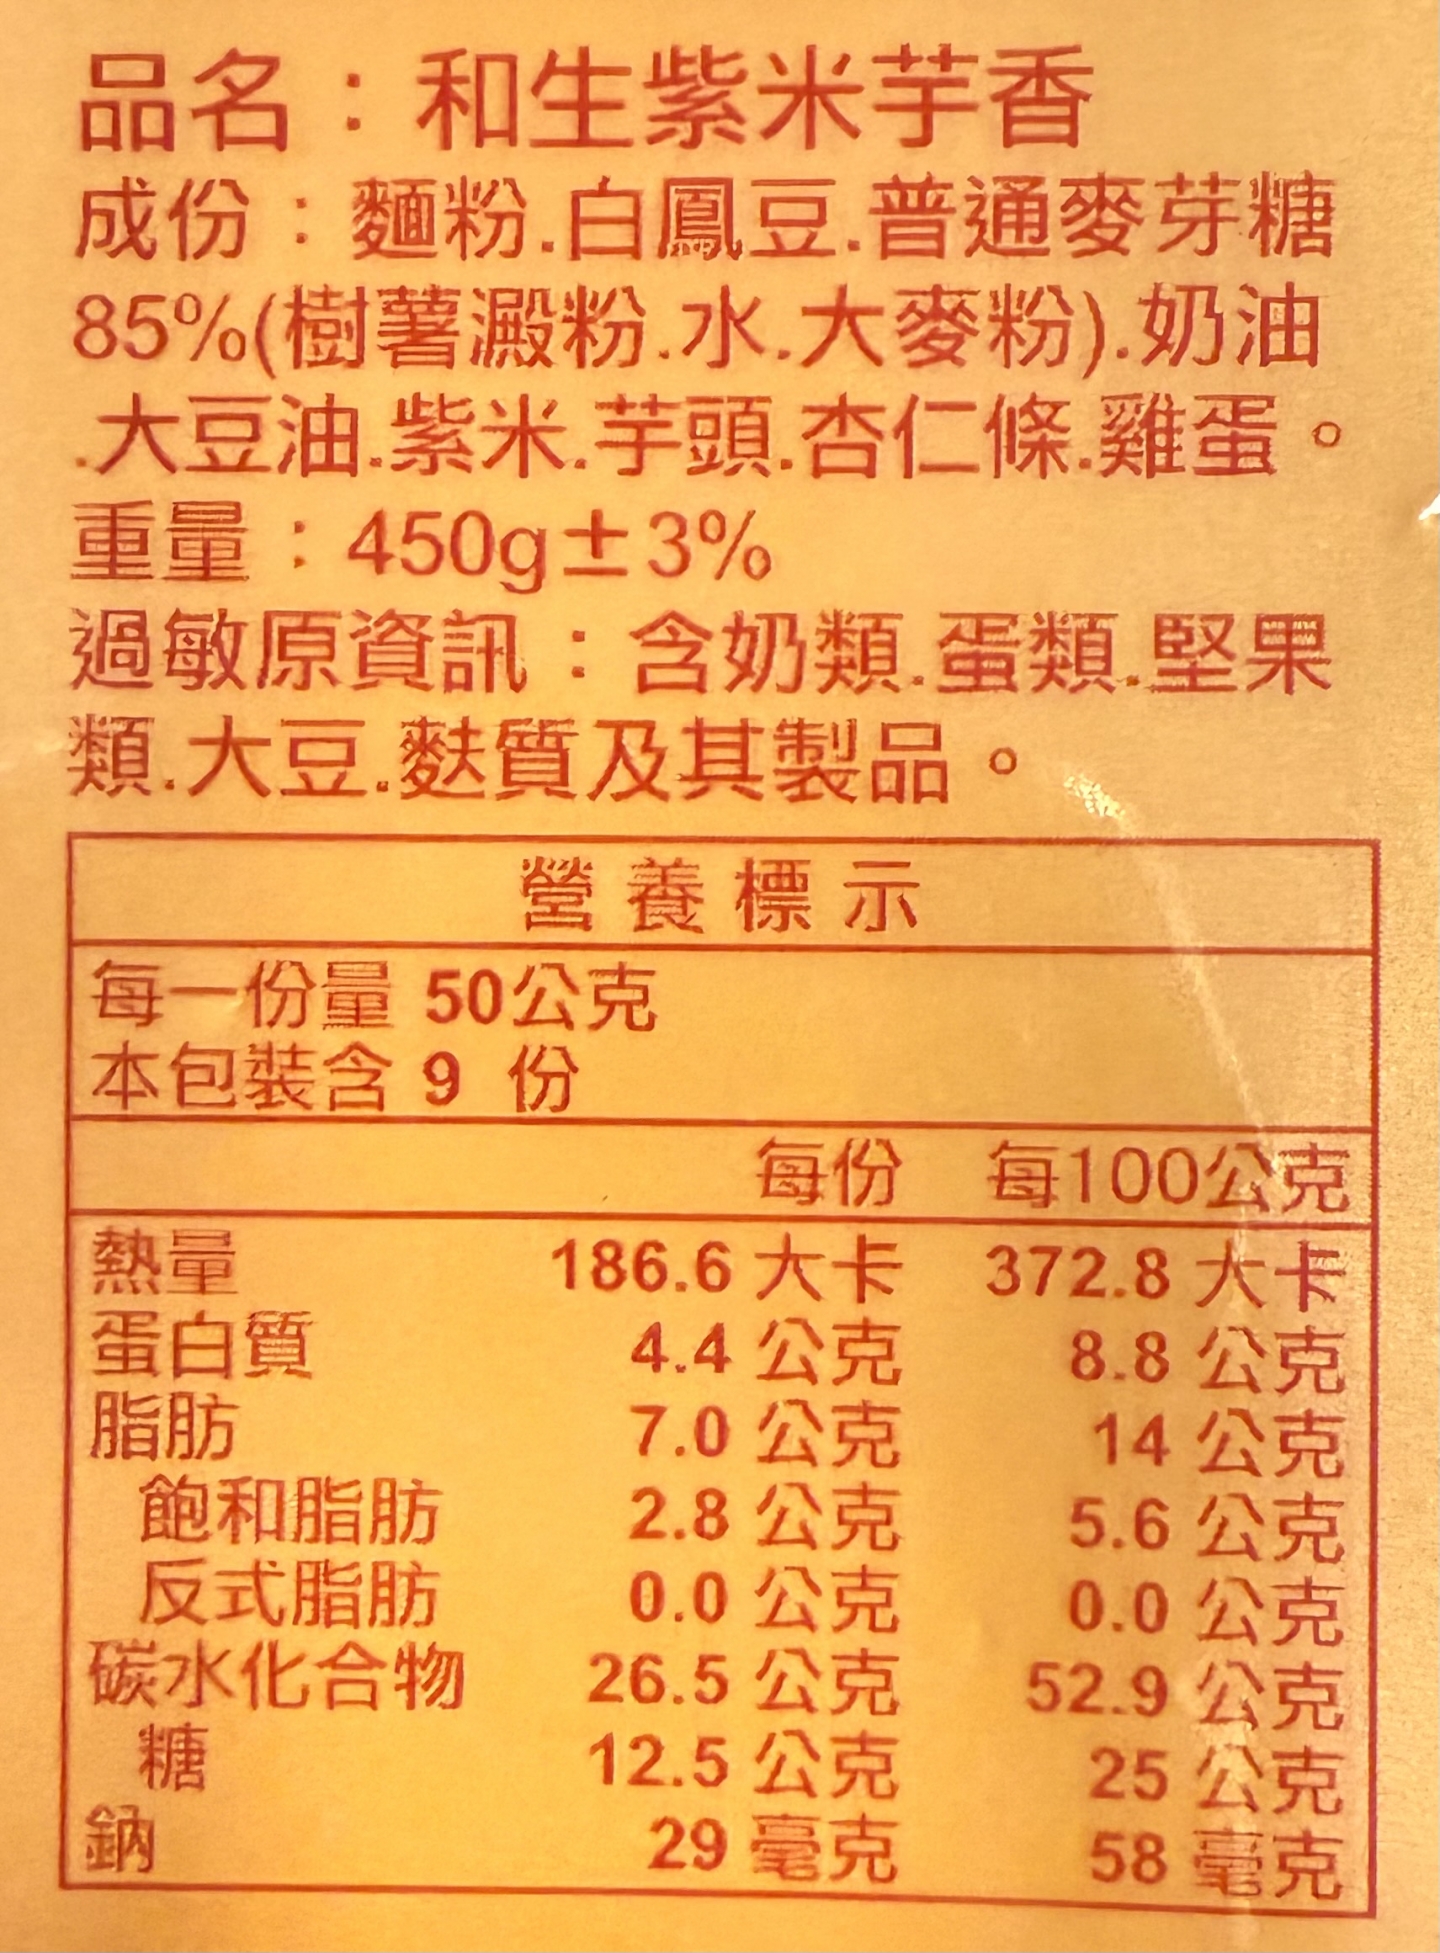 品名：和生紫米芋香
成份：麵粉.白鳳豆.普通麥芽糖
85%(樹薯澱粉.水.大麥粉).奶油
.大豆油.紫米.芋頭.杏仁條.雞蛋。
重量：450g±3%
過敏原資訊：含奶類.蛋類.堅果
類.大豆.麩質及其製品。
營養標示
每一份量 50公克
本包裝含 9 份
每份 每100公克
熱量 186.6 大卡 372.8 大卡
蛋白質 4.4 公克 8.8 公克
脂肪 7.0 公克 14 公克
飽和脂肪 2.8 公克 5.6 公克
反式脂肪 0.0 公克 0.0 公克
碳水化合物 26.5 公克 52.9 公克
糖 12.5 公克 25 公克
鈉 29 毫克 58 毫克